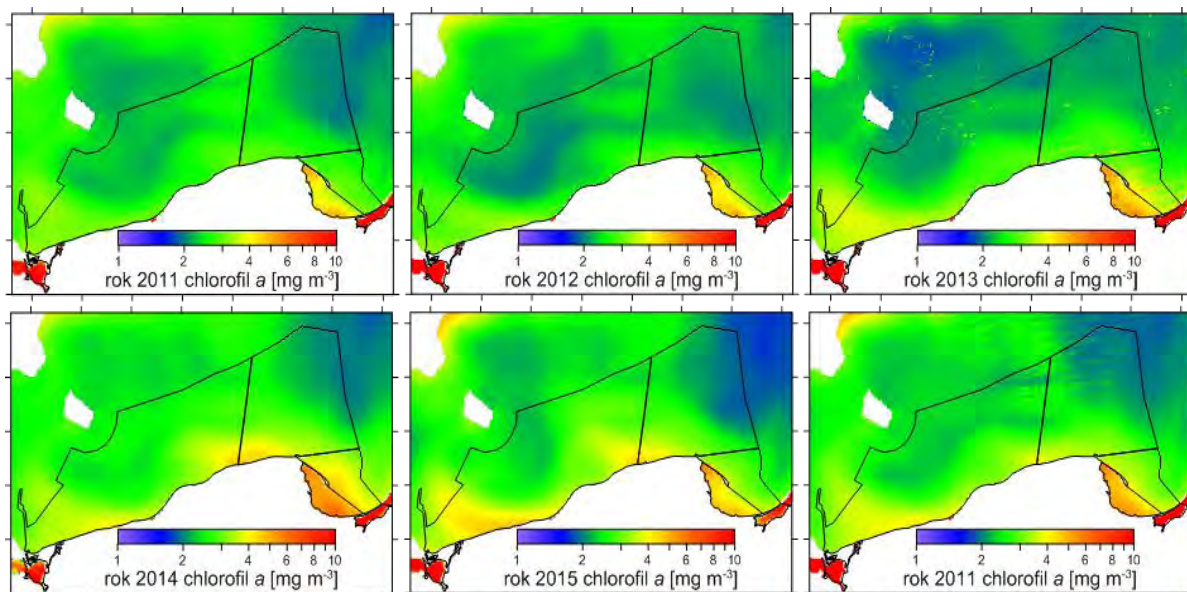 1 2 4 6 8 10
rok 2011 chlorofil a [mg m-3]
1 2 4 6 8 10
rok 2012 chlorofil a [mg m-3]
1 2 4 6 8 10
rok 2013 chlorofil a [mg m-3]
1 2 4 6 8 10
rok 2014 chlorofil a [mg m-3]
1 2 4 6 8 10
rok 2015 chlorofil a [mg m-3]
1 2 4 6 8 10
rok 2011 chlorofil a [mg m-3]